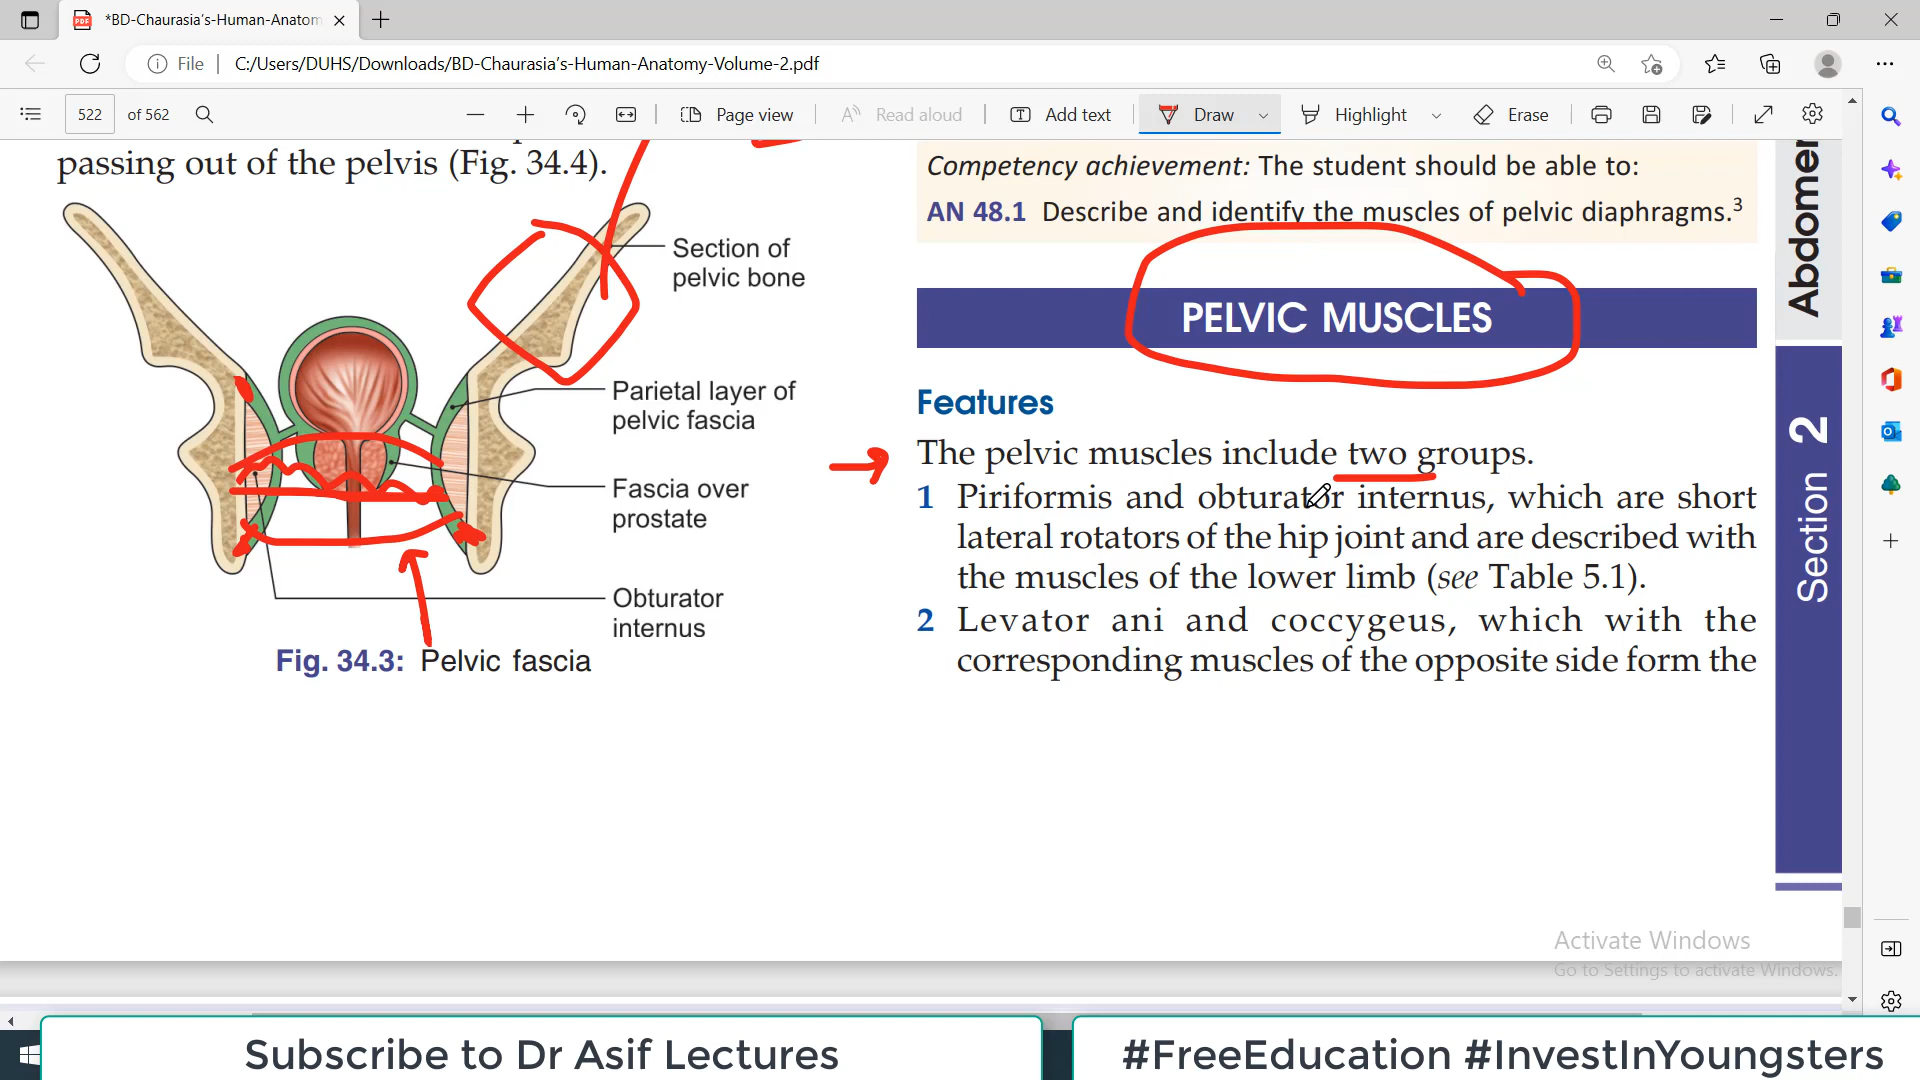 *BD-Chaurasia's-Human-Anatom
File
C:/Users/DUHS/Downloads/BD-Chaurasia's-Human-Anatomy-Volume-2.pdf
522 of 562
Page view
Read aloud
Add text
Draw
Highlight
Erase
passing out of the pelvis (Fig. 34.4).
Section of
pelvic bone
Parietal layer of
pelvic fascia
Fascia over
prostate
Obturator
internus
Fig. 34.3: Pelvic fascia
Competency achievement: The student should be able to:
AN 48.1 Describe and identify the muscles of pelvic diaphragms.3
PELVIC MUSCLES
Features
The pelvic muscles include two groups.
1 Piriformis and obturator internus, which are short
lateral rotators of the hip joint and are described with
the muscles of the lower limb (see Table 5.1).
2 Levator ani and coccygeus, which with the
corresponding muscles of the opposite side form the
Section 2
Activate Windows
Go to Settings to activate Windows.
Subscribe to Dr Asif Lectures
#FreeEducation #InvestInYoungsters